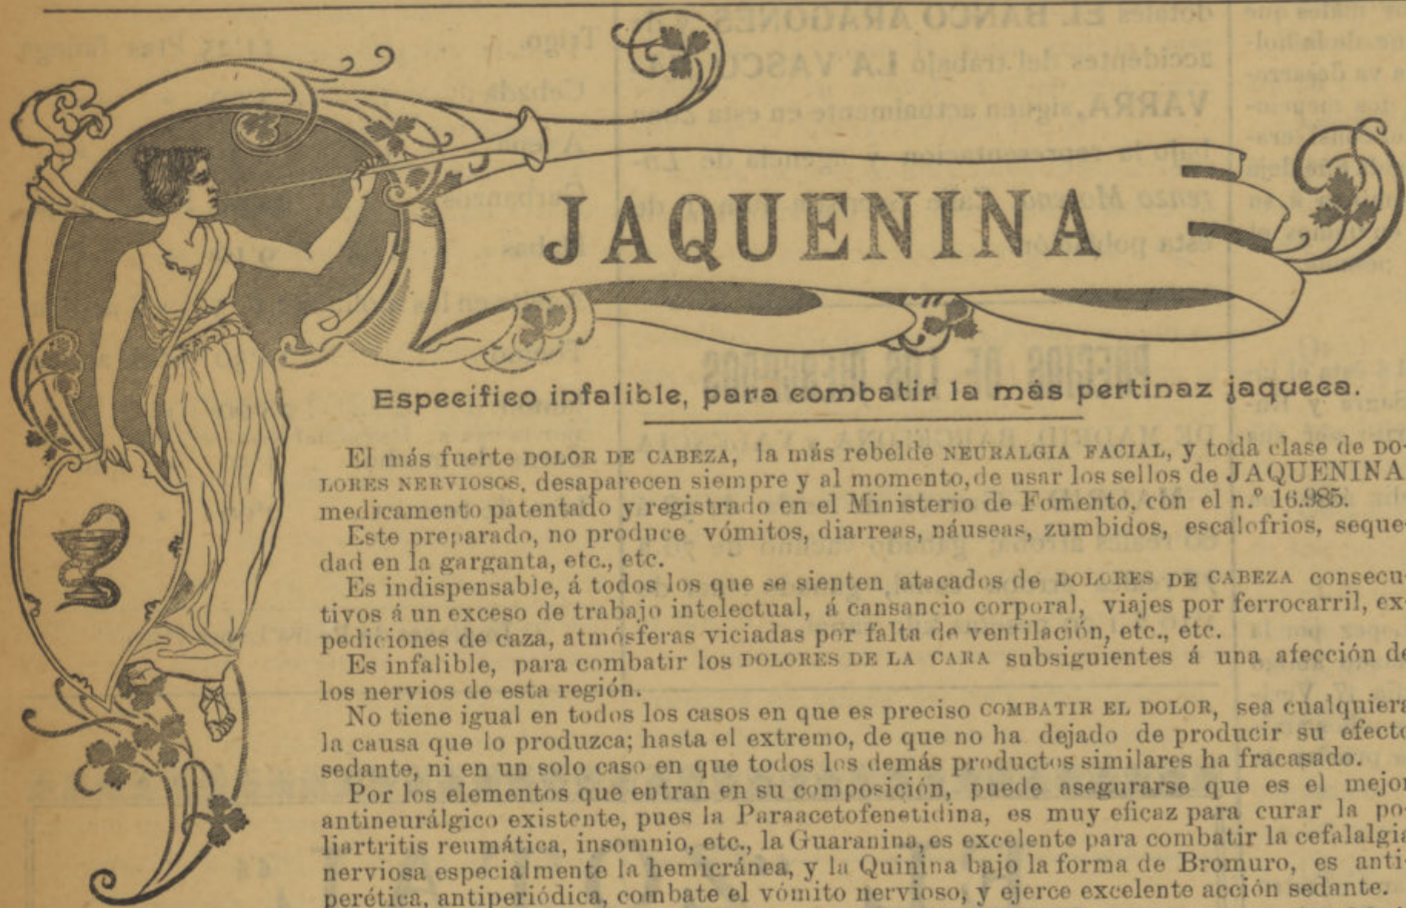 JAQUENINA
Específico infalible, para combatir la más pertinaz jaqueca.
El más fuerte DOLOR DE CABEZA, la más rebelde NEURALGIA FACIAL, y toda clase de DO-
LORES NERVIOSOS, desaparecen siempre y al momento, de usar los sellos de JAQUENINA
medicamento patentado y registrado en el Ministerio de Fomento, con el n.º 16.985.
Este preparado, no produce vómitos, diarreas, náuseas, zumbidos, escalofrios, seque-
dad en la garganta, etc., etc.
Es indispensable, á todos los que se sienten atacados de DOLORES DE CABEZA consecu-
tivos á un exceso de trabajo intelectual, á cansancio corporal, viajes por ferrocarril, ex-
pediciones de caza, atmósferas viciadas por falta de ventilación, etc., etc.
Es infalible, para combatir los DOLORES DE LA CARA subsiguientes á una afección de
los nervios de esta región.
No tiene igual en todos los casos en que es preciso COMBATIR EL DOLOR, sea cualquiera
la causa que lo produzca; hasta el extremo, de que no ha dejado de producir su efecto
sedante, ni en un solo caso en que todos los demás productos similares ha fracasado.
Por los elementos que entran en su composición, puede asegurarse que es el mejor
antineurálgico existente, pues la Paraacetofenetidina, es muy eficaz para curar la po-
liartritis reumática, insomnio, etc., la Guaranina, es excelente para combatir la cefalalgia
nerviosa especialmente la hemicránea, y la Quinina bajo la forma de Bromuro, es anti-
perética, antiperiódica, combate el vómito nervioso, y ejerce excelente acción sedante.